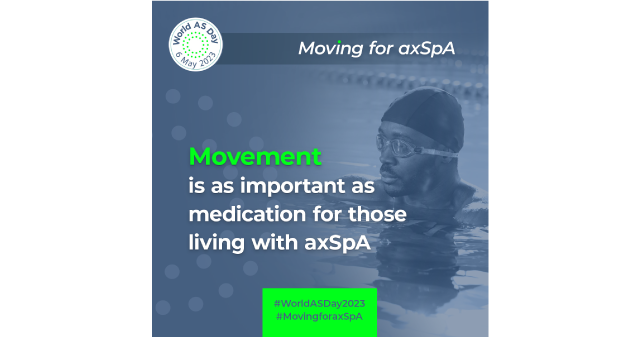 World AS Day
6 May 2023
Moving for axSpA
Movement
is as important as
medication for those
living with axSpA
#WorldASDay2023
#MovingforaxSpA